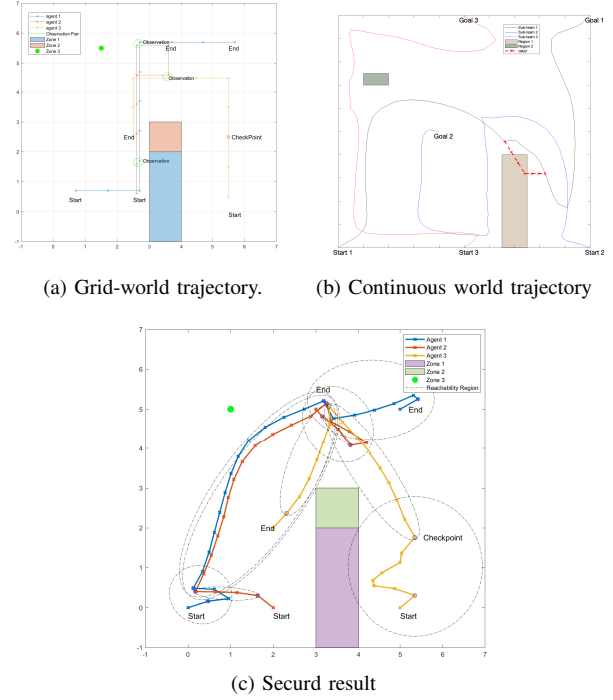 7
6
5
4
3
2
1
0
-1
-1 0 1 2 3 4 5 6 7
agent 1
agent 2
agent 3
Observation Pair
Zone 1
Zone 2
Zone 3
Observation
End
End
Observation
End
CheckPoint
Observation
Start
Start
Start
(a) Grid-world trajectory.
Goal 3
Goal 1
Sub-team 1
Sub-team 2
Sub-team 3
Region 1
Region 2
Goal 2
Start 1
Start 3
Start 2
(b) Continuous world trajectory
7
6
5
4
3
2
1
0
-1
-1 0 1 2 3 4 5 6 7
Agent 1
Agent 2
Agent 3
Zone 1
Zone 2
Zone 3
Reachability Region
End
End
End
Checkpoint
Start
Start
Start
(c) Securd result